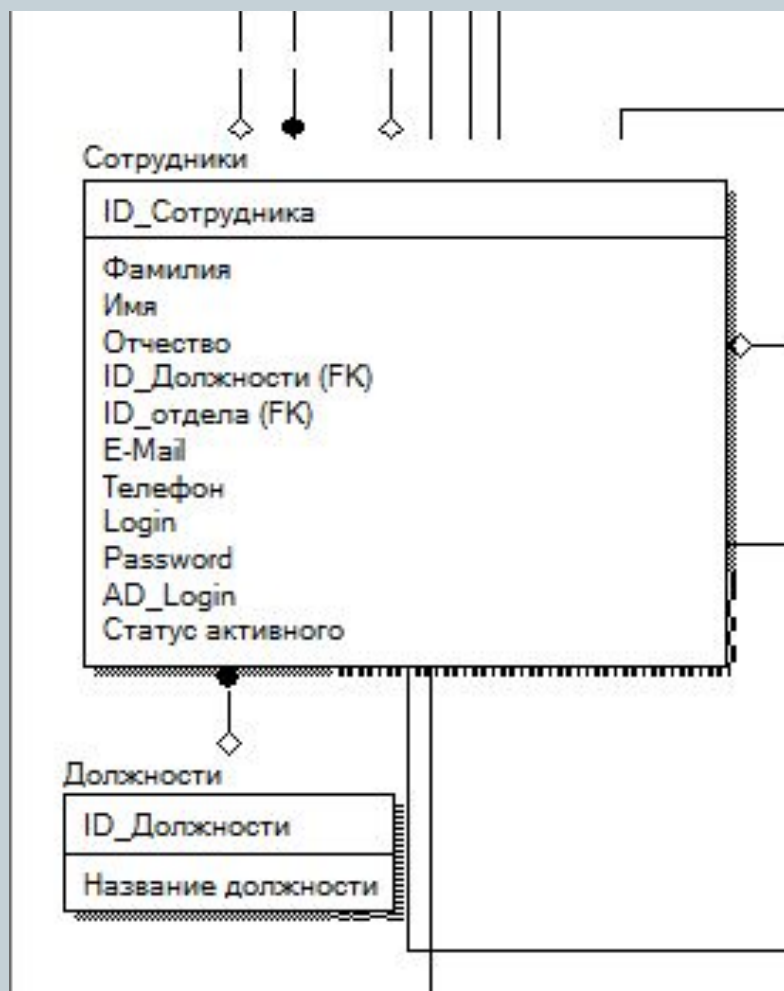 Сотрудники
ID_Сотрудника
Фамилия
Имя
Отчество
ID_Должности (FK)
ID_отдела (FK)
E-Mail
Телефон
Login
Password
AD_Login
Статус активного
Должности
ID_Должности
Название должности